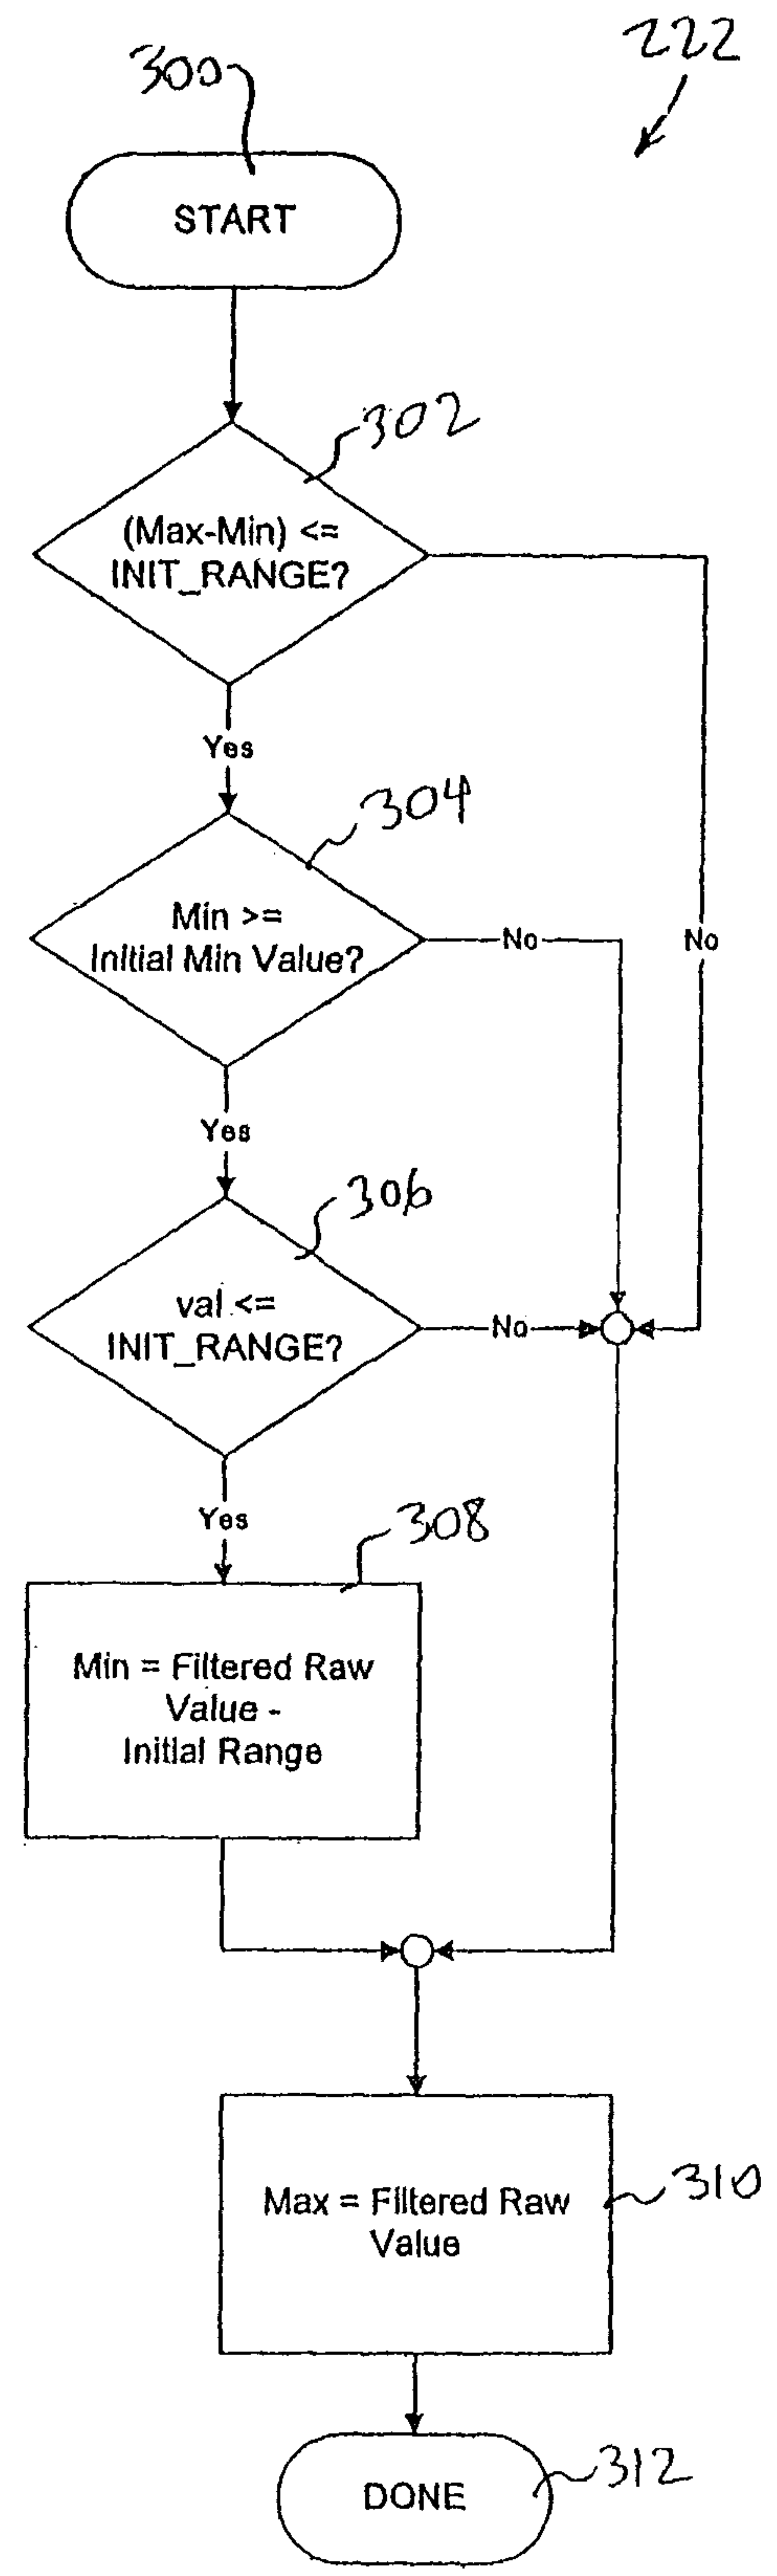 300
222
START
302
(Max-Min) <=
INIT_RANGE?
Yes
304
Min >=
Initial Min Value?
No
No
Yes
306
val <=
INIT_RANGE?
No
Yes
308
Min = Filtered Raw
Value -
Initial Range
310
Max = Filtered Raw
Value
312
DONE